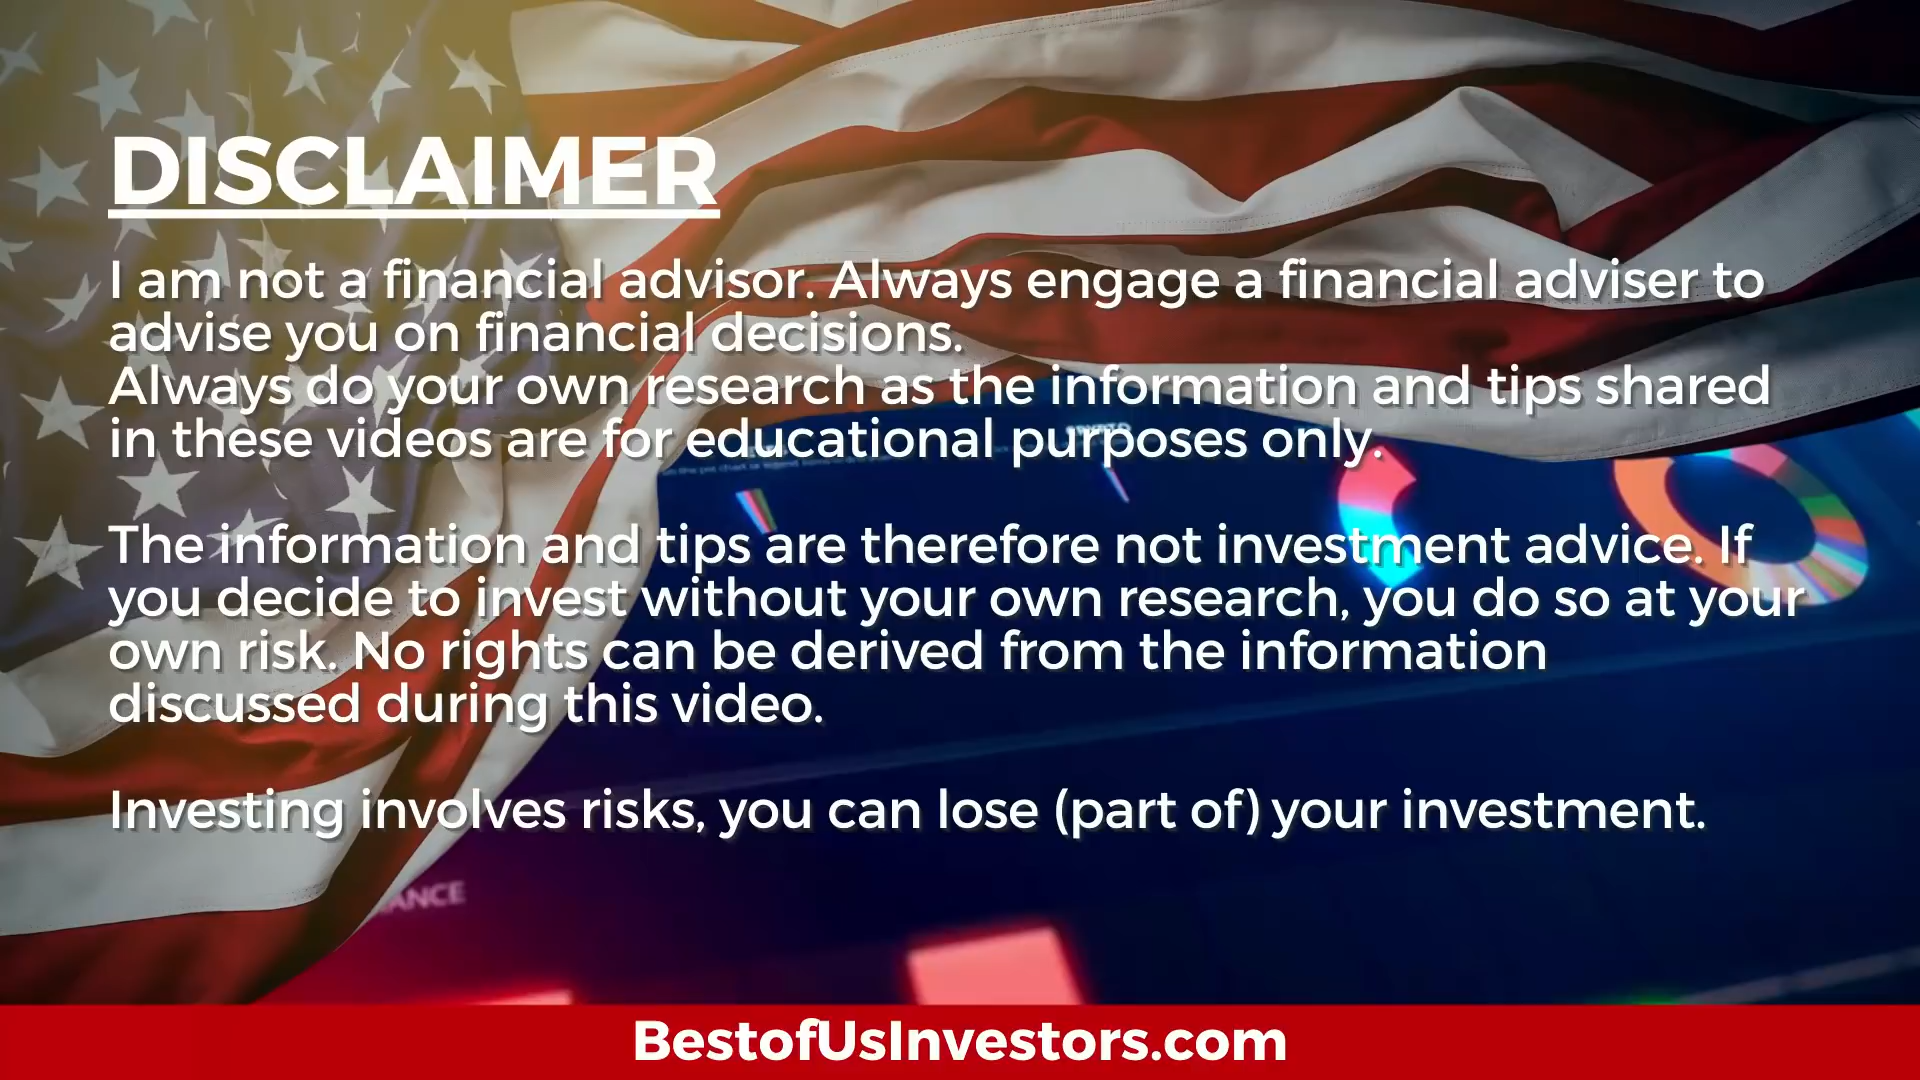 DISCLAIMER
I am not a financial advisor. Always engage a financial adviser to
advise you on financial decisions.
Always do your own research as the information and tips shared
in these videos are for educational purposes only.
The information and tips are therefore not investment advice. If
you decide to invest without your own research, you do so at your
own risk. No rights can be derived from the information
discussed during this video.
Investing involves risks, you can lose (part of) your investment.
BestofUsInvestors.com